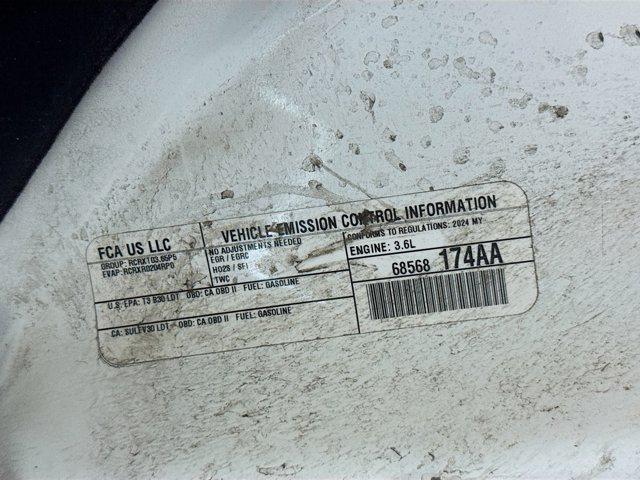 FCA US LLC
GROUP: RCRXT03.65P5
EVAP: RCRXR0204RP0
VEHICLE EMISSION CONTROL INFORMATION
NO ADJUSTMENTS NEEDED
EGR / EGRC
HO2S / SFI
TWC
CONFORMS TO REGULATIONS: 2024 MY
ENGINE: 3.6L
68568 174AA
U.S. EPA: T3 B30 LDT OBD: CA OBD II FUEL: GASOLINE
CA: SULEV30 LDT OBD: CA OBD II FUEL: GASOLINE